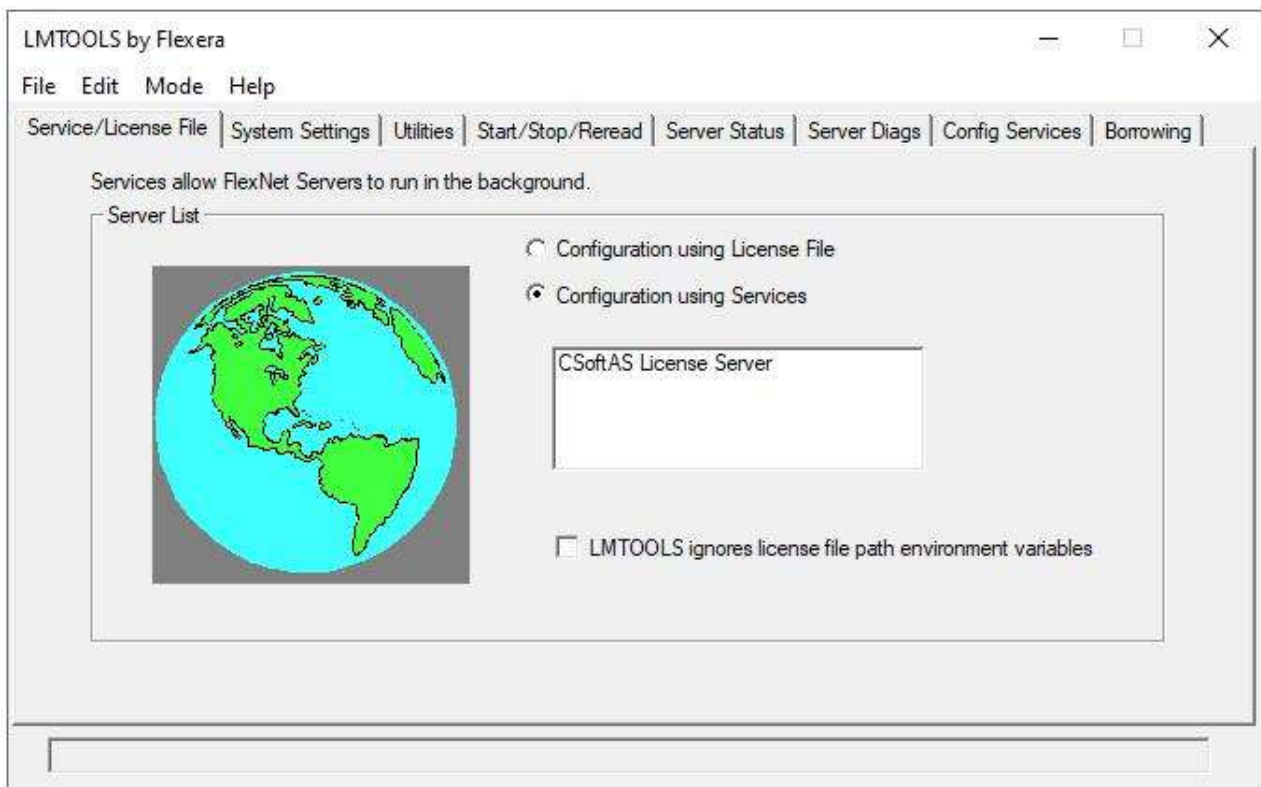 LMTOOLS by Flexera
File Edit Mode Help
Service/License File System Settings Utilities Start/Stop/Reread Server Status Server Diags Config Services Borrowing
Services allow FlexNet Servers to run in the background.
Server List
Configuration using License File
Configuration using Services
CSoftAS License Server
LMTOOLS ignores license file path environment variables